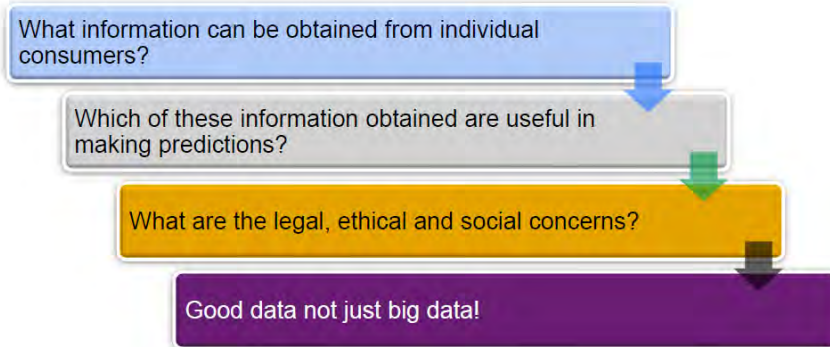 What information can be obtained from individual
consumers?
Which of these information obtained are useful in
making predictions?
What are the legal, ethical and social concerns?
Good data not just big data!